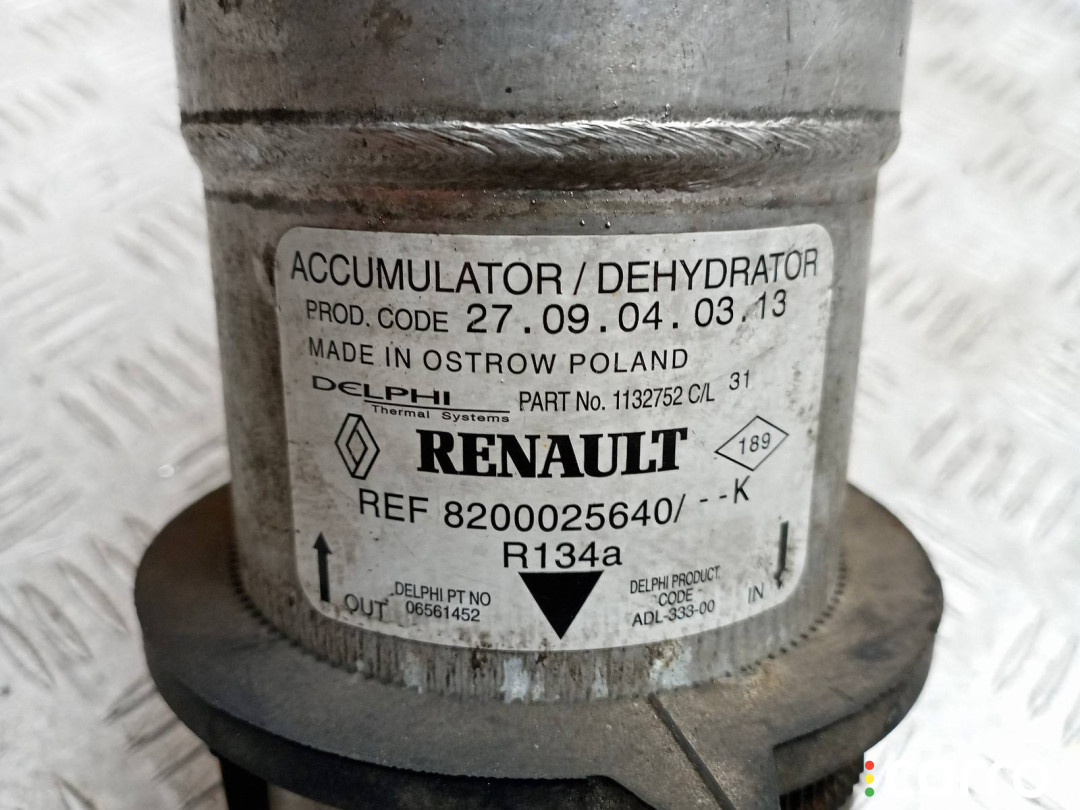 ACCUMULATOR / DEHYDRATOR
PROD. CODE 27.09.04.03.13
MADE IN OSTROW POLAND
DELPHI
Thermal Systems
PART No. 1132752 C/L 31
RENAULT
189
REF 8200025640/ --K
R134a
OUT
DELPHI PT NO
06561452
DELPHI PRODUCT
CODE
ADL-333-00
IN